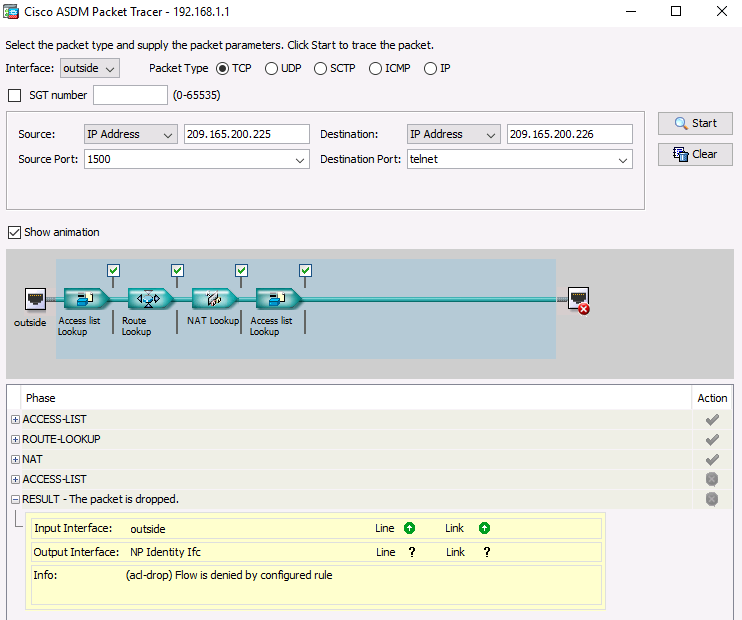 Cisco ASDM Packet Tracer - 192.168.1.1
Select the packet type and supply the packet parameters. Click Start to trace the packet.
Interface: outside Packet Type TCP UDP SCTP ICMP IP
SGT number (0-65535)
Source: IP Address 209.165.200.225 Destination: IP Address 209.165.200.226 Start
Source Port: 1500 Destination Port: telnet Clear
Show animation
outside
Access list Lookup
Route Lookup
NAT Lookup
Access list Lookup
Phase Action
ACCESS-LIST
ROUTE-LOOKUP
NAT
ACCESS-LIST
RESULT - The packet is dropped.
Input Interface: outside Line Link
Output Interface: NP Identity Ifc Line ? Link ?
Info: (acl-drop) Flow is denied by configured rule